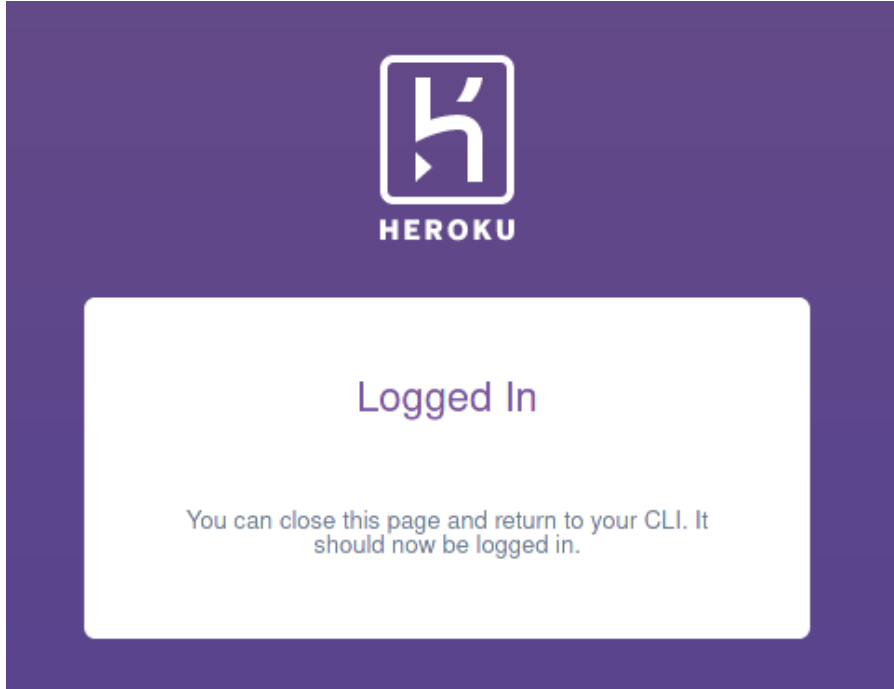 HEROKU
Logged In
You can close this page and return to your CLI. It
should now be logged in.